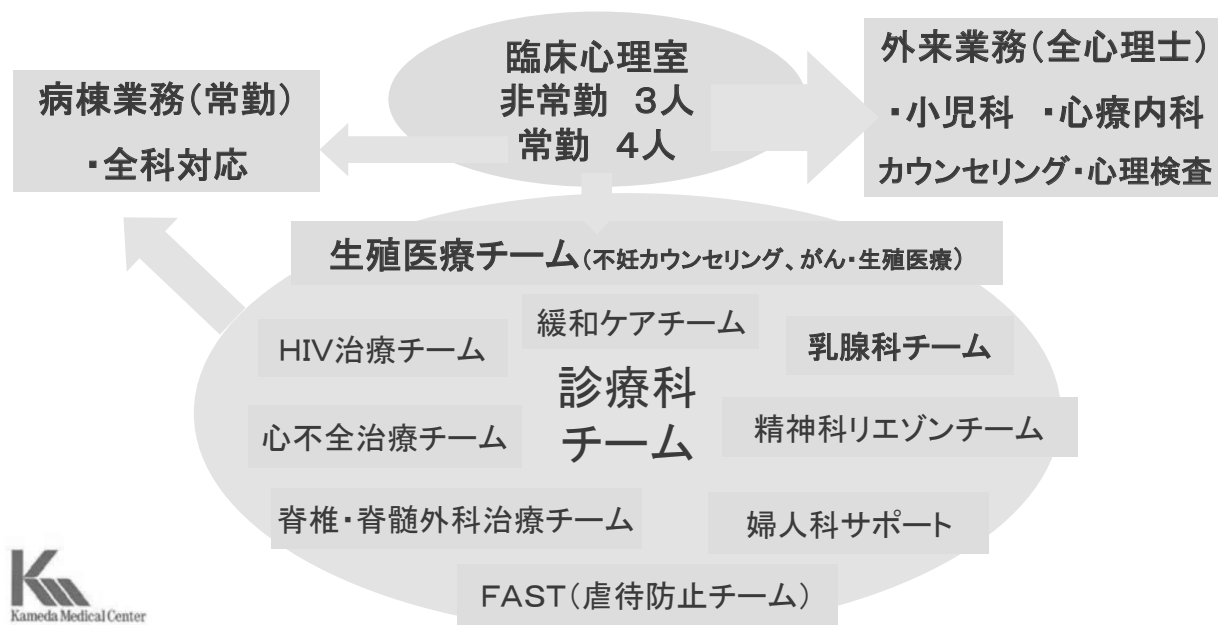 臨床心理室
非常勤 3人
常勤 4人
病棟業務(常勤)
・全科対応
外来業務(全心理士)
・小児科 ・心療内科
カウンセリング・心理検査
生殖医療チーム(不妊カウンセリング、がん・生殖医療)
HIV治療チーム
緩和ケアチーム
乳腺科チーム
診療科
チーム
心不全治療チーム
精神科リエゾンチーム
脊椎・脊髄外科治療チーム
婦人科サポート
FAST(虐待防止チーム)
Kameda Medical Center